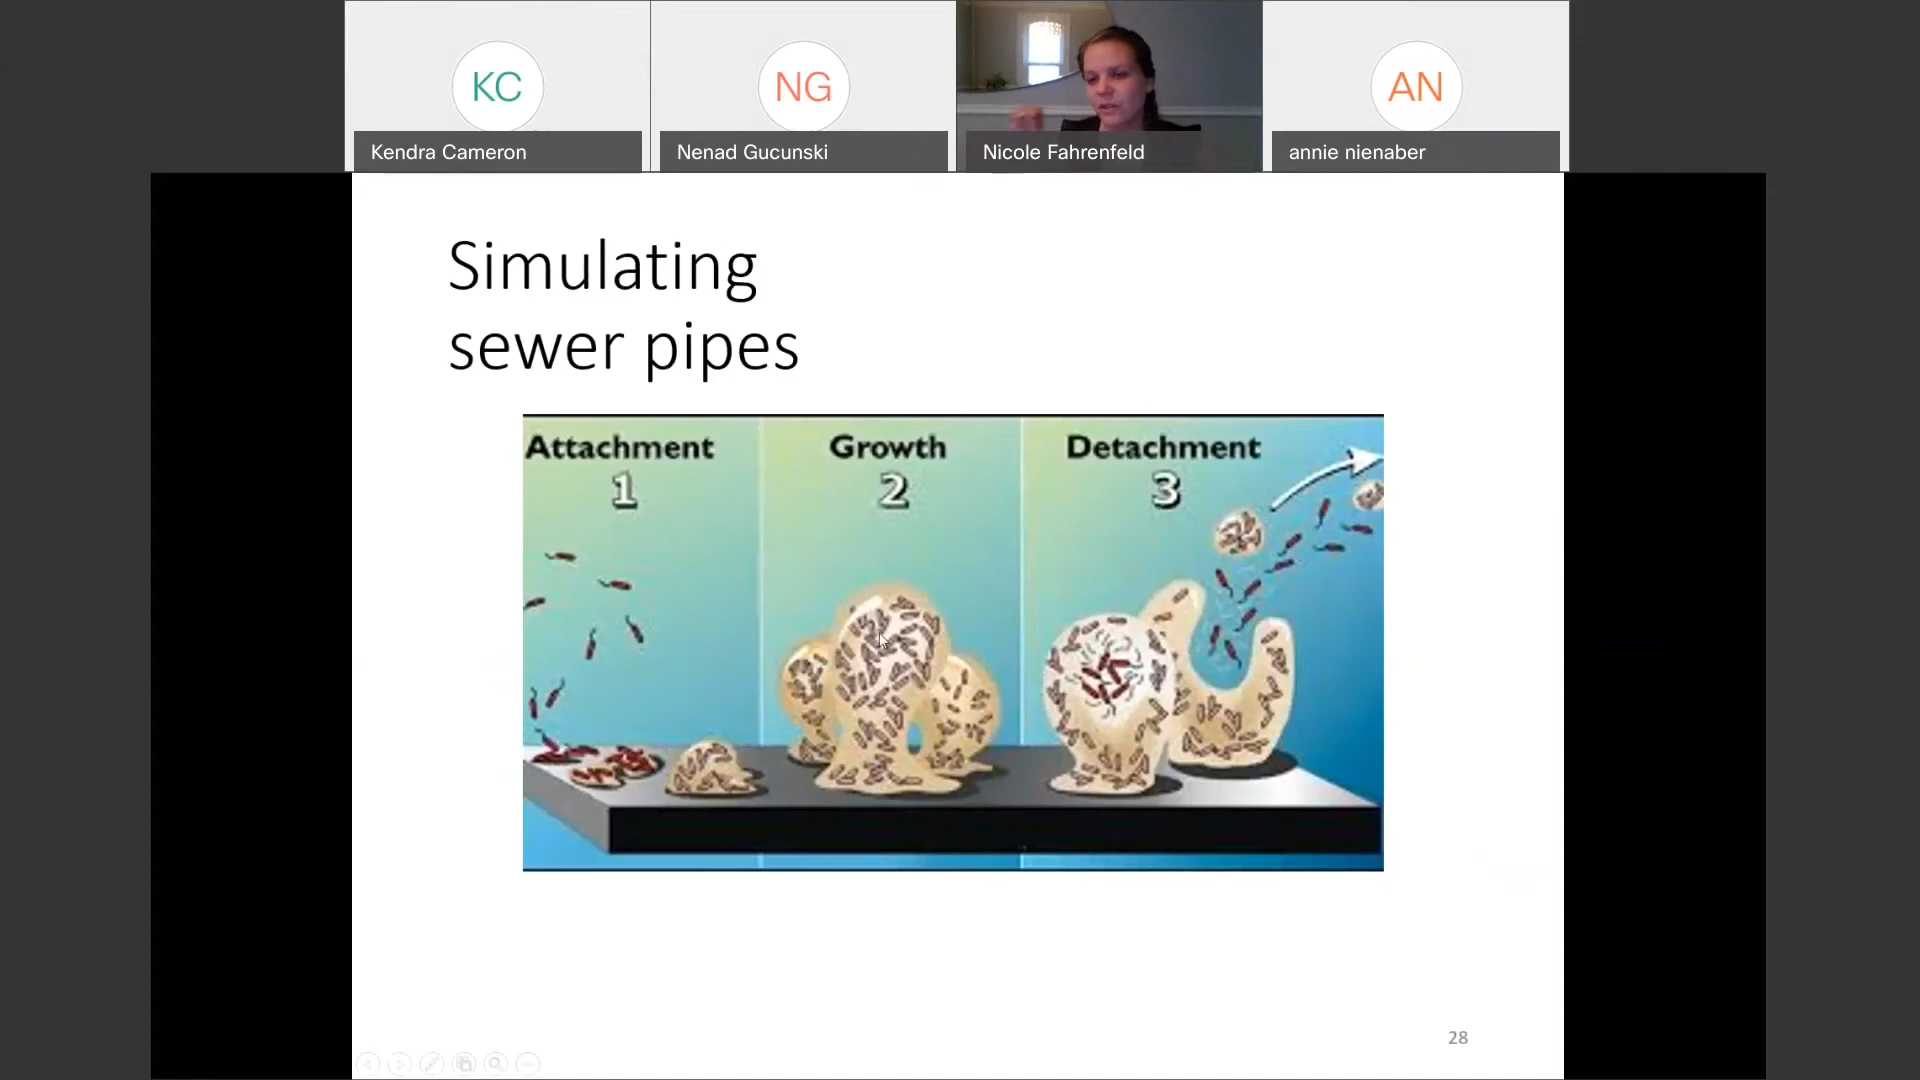 KC
NG
AN
Kendra Cameron
Nenad Gucunski
Nicole Fahrenfeld
annie nienaber
Simulating
sewer pipes
Attachment
1
Growth
2
Detachment
3
28